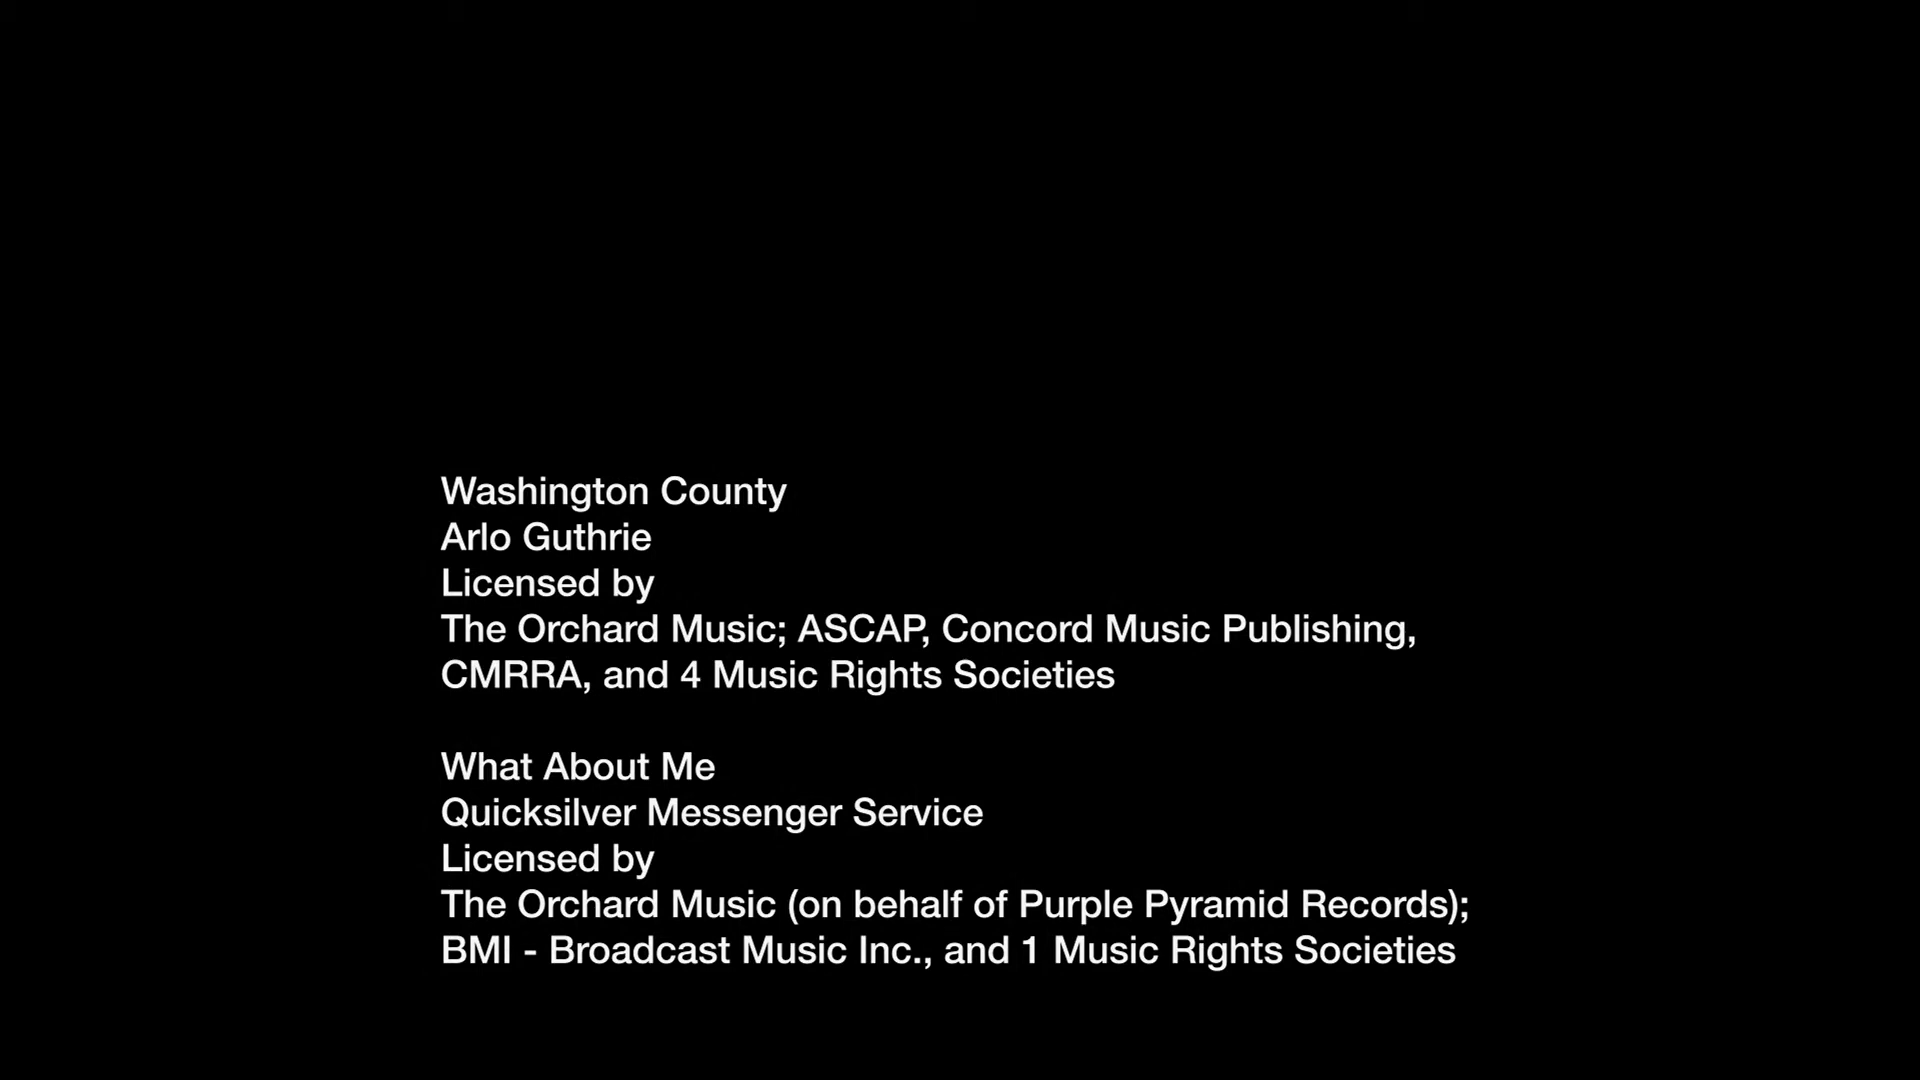 Washington County
Arlo Guthrie
Licensed by
The Orchard Music; ASCAP, Concord Music Publishing,
CMRRA, and 4 Music Rights Societies
What About Me
Quicksilver Messenger Service
Licensed by
The Orchard Music (on behalf of Purple Pyramid Records);
BMI - Broadcast Music Inc., and 1 Music Rights Societies